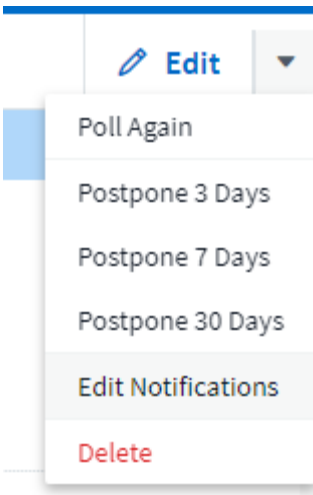 Edit
Poll Again
Postpone 3 Days
Postpone 7 Days
Postpone 30 Days
Edit Notifications
Delete